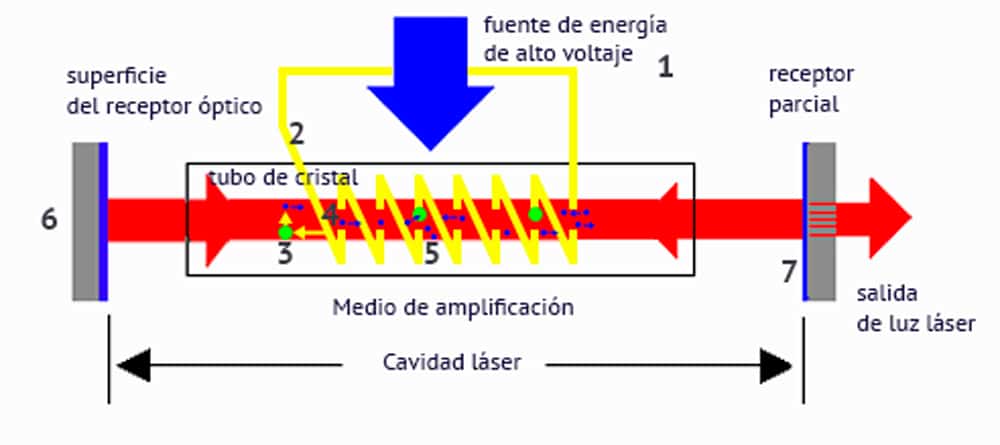 fuente de energía
de alto voltaje
1
superficie
del receptor óptico
receptor
parcial
2
tubo de cristal
4
6
3
5
7
Medio de amplificación
salida
de luz láser
Cavidad láser